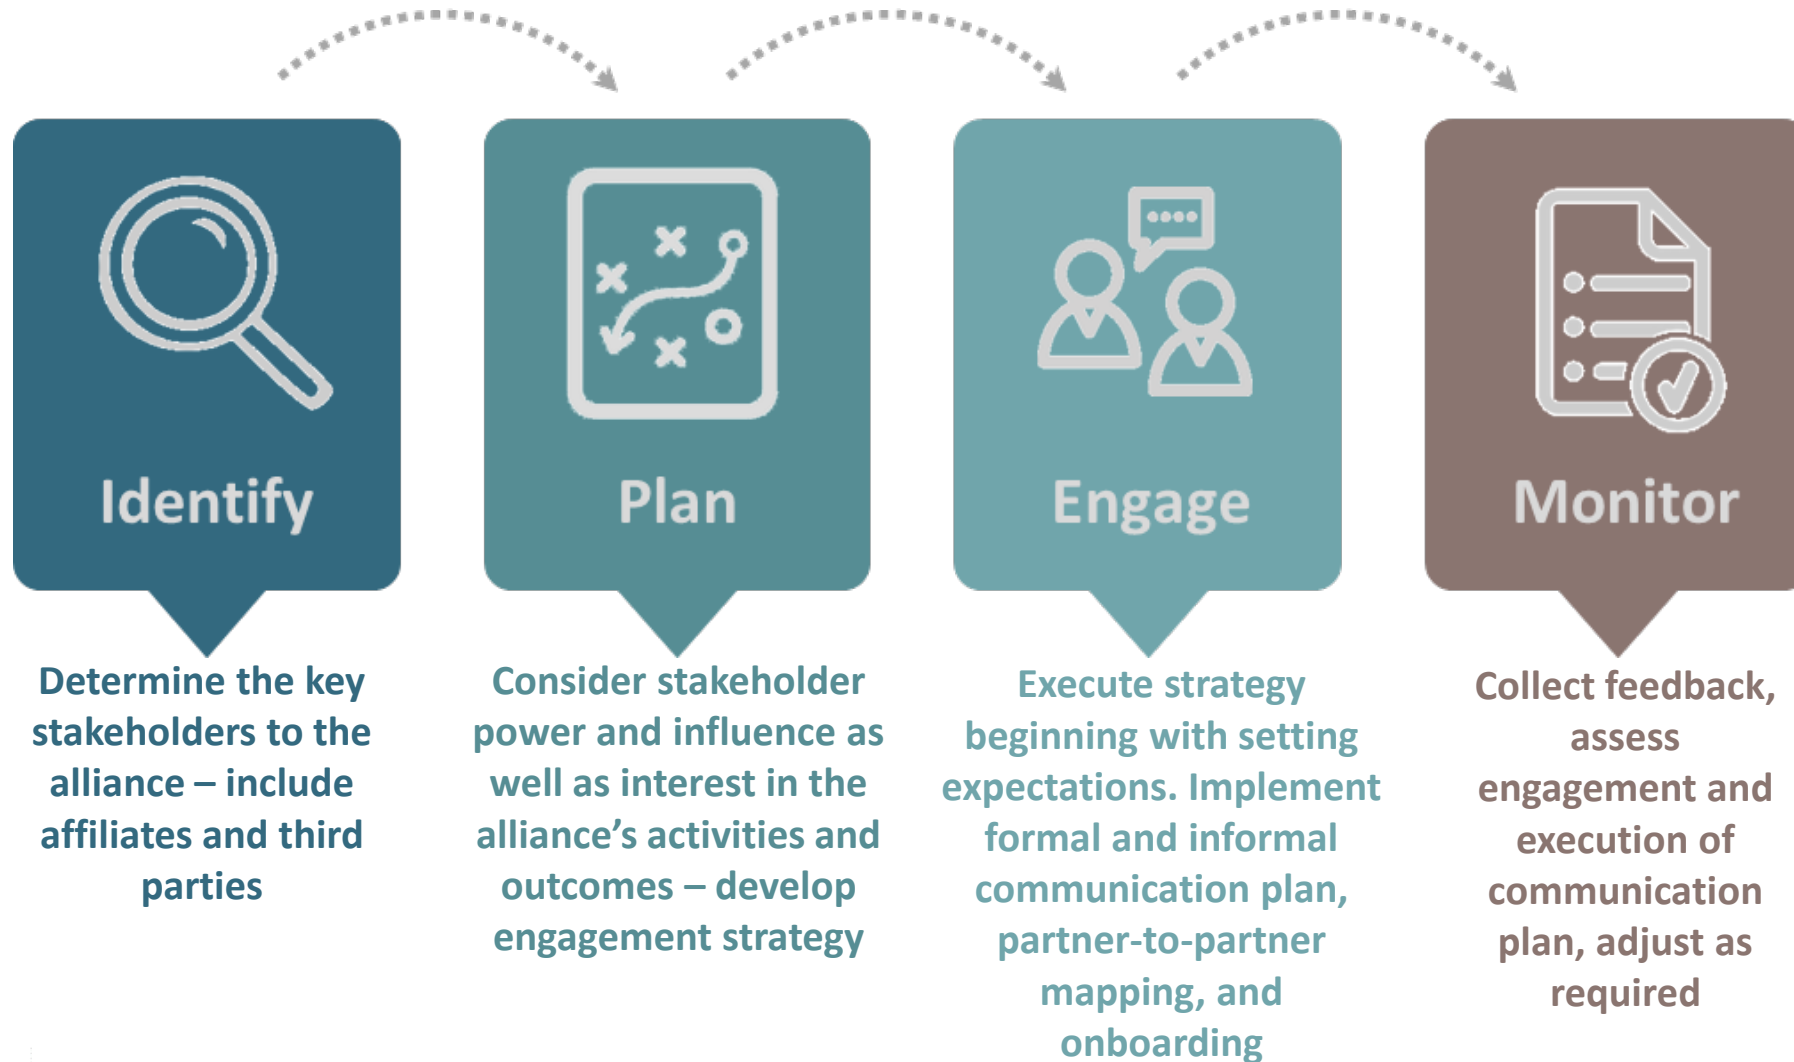 Identify
Determine the key
stakeholders to the
alliance – include
affiliates and third
parties
Plan
Consider stakeholder
power and influence as
well as interest in the
alliance’s activities and
outcomes – develop
engagement strategy
Engage
Execute strategy
beginning with setting
expectations. Implement
formal and informal
communication plan,
partner-to-partner
mapping, and
onboarding
Monitor
Collect feedback,
assess
engagement and
execution of
communication
plan, adjust as
required